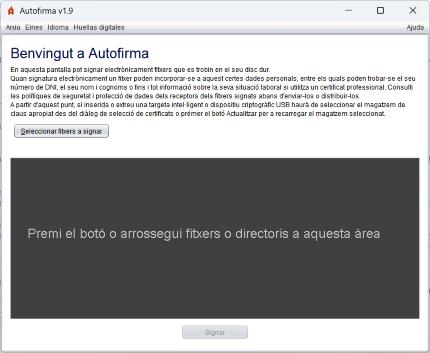 Autofirma v1.9
Arxiu Eines Idioma Huellas digitales Ajuda
Benvingut a Autofirma
En aquesta pantalla pot signar electrònicament fitxers que es trobin en el seu disc dur.
Quan signatura electrònicament un fitxer poden incorporar-se a aquest certes dades personals, entre els quals poden trobar-se el seu
número de DNI, el seu nom i cognoms o fins i tot informació sobre la seva situació laboral si utilitza un certificat professional. Consulti
les polítiques de seguretat i protecció de dades dels receptors dels fibxers signats abans d'enviar-los o distribuir-los.
A partir d'aquest punt, si inserida o extreu una targeta intel·ligent o dispositiu criptogràfic USB haurà de seleccionar el magatzem de
claus apropiat des del diàleg de selecció de certificats o prémer el botó Actualitzar per a recarregar el magatzem seleccionat.
Seleccionar fitxers a signar
Premi el botó o arrossegui fitxers o directoris a aquesta àrea
Signar